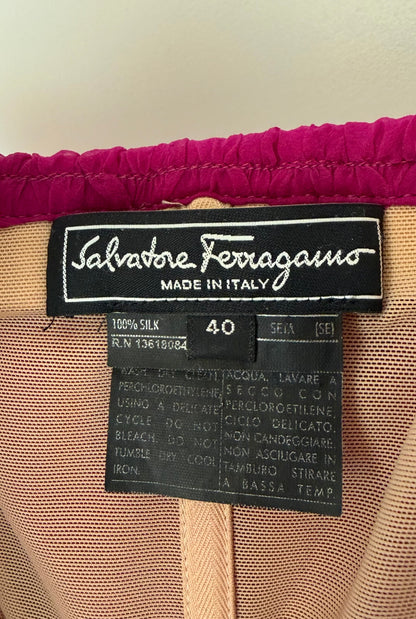 Salvatore Ferragamo
MADE IN ITALY
100% SILK
40
SETA (SE)
R.N 13618084
PERCHLOROETHYLENE
USING A DELICATE
CYCLE DO NOT
BLEACH. DO NOT
TUMBLE DRY COOL
IRON.
ACQUA, LAVARE A
SECCO CON
PERCLOROETILENE,
CICLO DELICATO.
NON CANDEGGIARE.
NON ASCIUGARE IN
TAMBURO STIRARE
A BASSA TEMP.